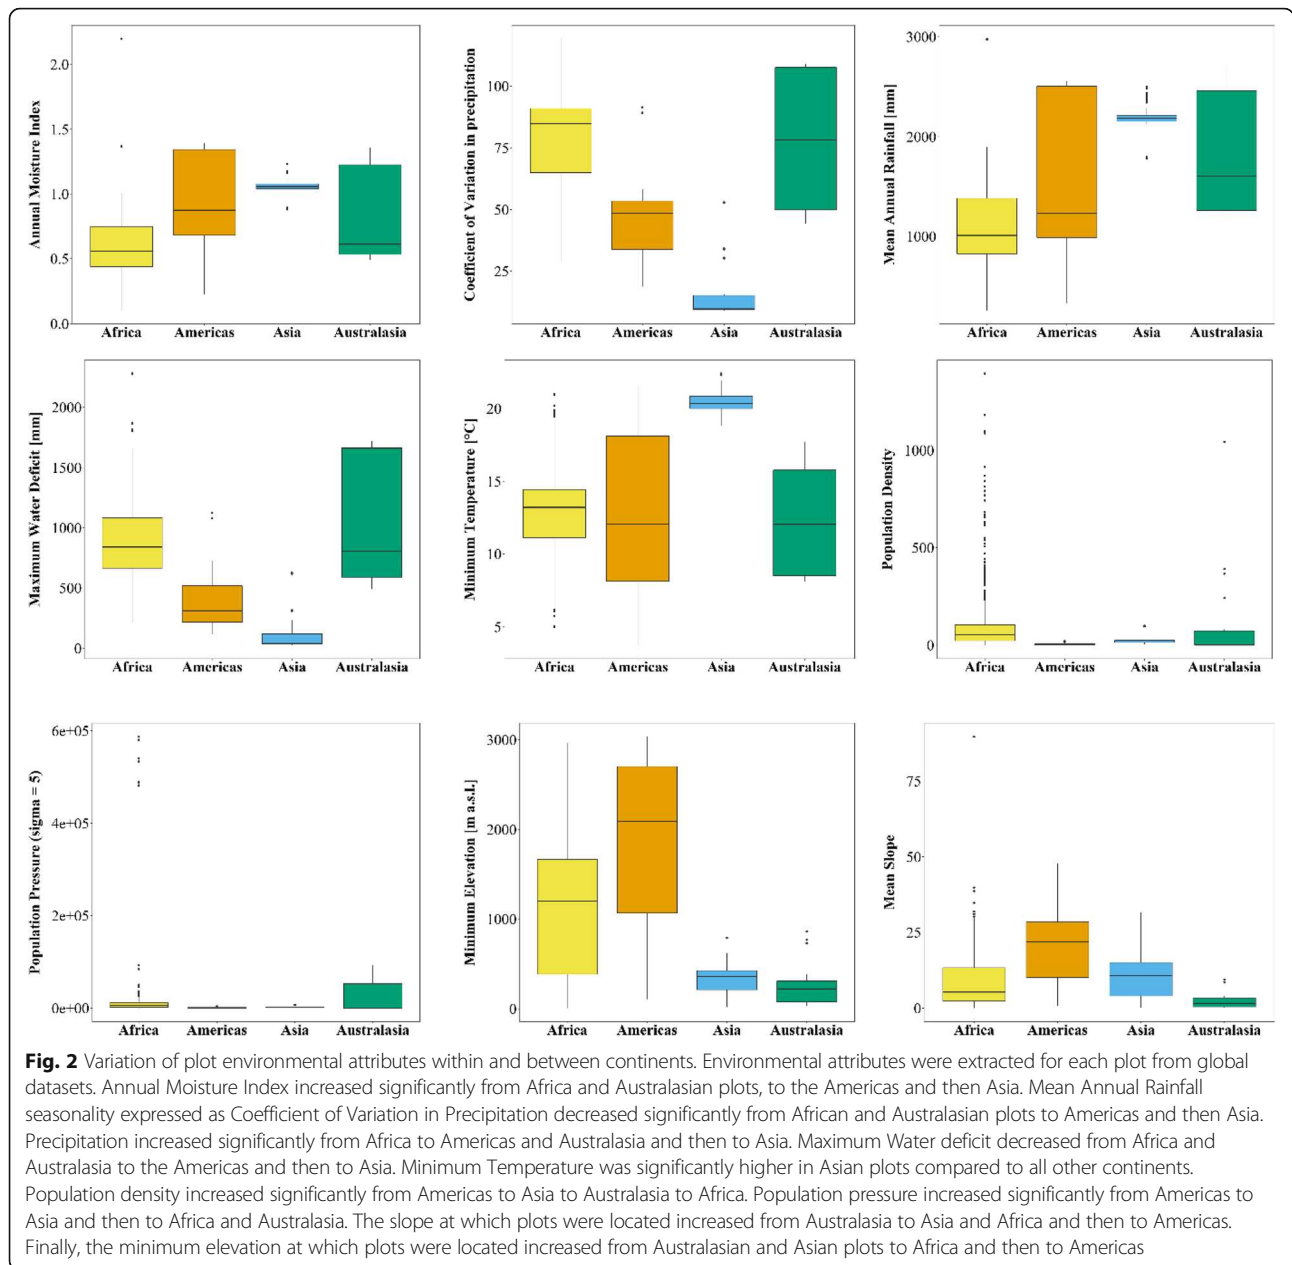 Annual Moisture Index
2.0
1.5
1.0
0.5
0.0
Africa Americas Asia Australasia
Coefficient of Variation in precipitation
100
75
50
25
Africa Americas Asia Australasia
Mean Annual Rainfall [mm]
3000
2000
1000
Africa Americas Asia Australasia
Maximum Water Deficit [mm]
2000
1500
1000
500
0
Africa Americas Asia Australasia
Minimum Temperature [°C]
20
15
10
5
Africa Americas Asia Australasia
Population Density
1000
500
0
Africa Americas Asia Australasia
Population Pressure (sigma = 5)
6e+05
4e+05
2e+05
0e+00
Africa Americas Asia Australasia
Minimum Elevation [m a.s.l.]
3000
2000
1000
0
Africa Americas Asia Australasia
Mean Slope
75
50
25
0
Africa Americas Asia Australasia
Fig. 2 Variation of plot environmental attributes within and between continents. Environmental attributes were extracted for each plot from global
datasets. Annual Moisture Index increased significantly from Africa and Australasian plots, to the Americas and then Asia. Mean Annual Rainfall
seasonality expressed as Coefficient of Variation in Precipitation decreased significantly from African and Australasian plots to Americas and then Asia.
Precipitation increased significantly from Africa to Americas and Australasia and then to Asia. Maximum Water deficit decreased from Africa and
Australasia to the Americas and then to Asia. Minimum Temperature was significantly higher in Asian plots compared to all other continents.
Population density increased significantly from Americas to Asia to Australasia to Africa. Population pressure increased significantly from Americas to
Asia and then to Africa and Australasia. The slope at which plots were located increased from Australasia to Asia and Africa and then to Americas.
Finally, the minimum elevation at which plots were located increased from Australasian and Asian plots to Africa and then to Americas